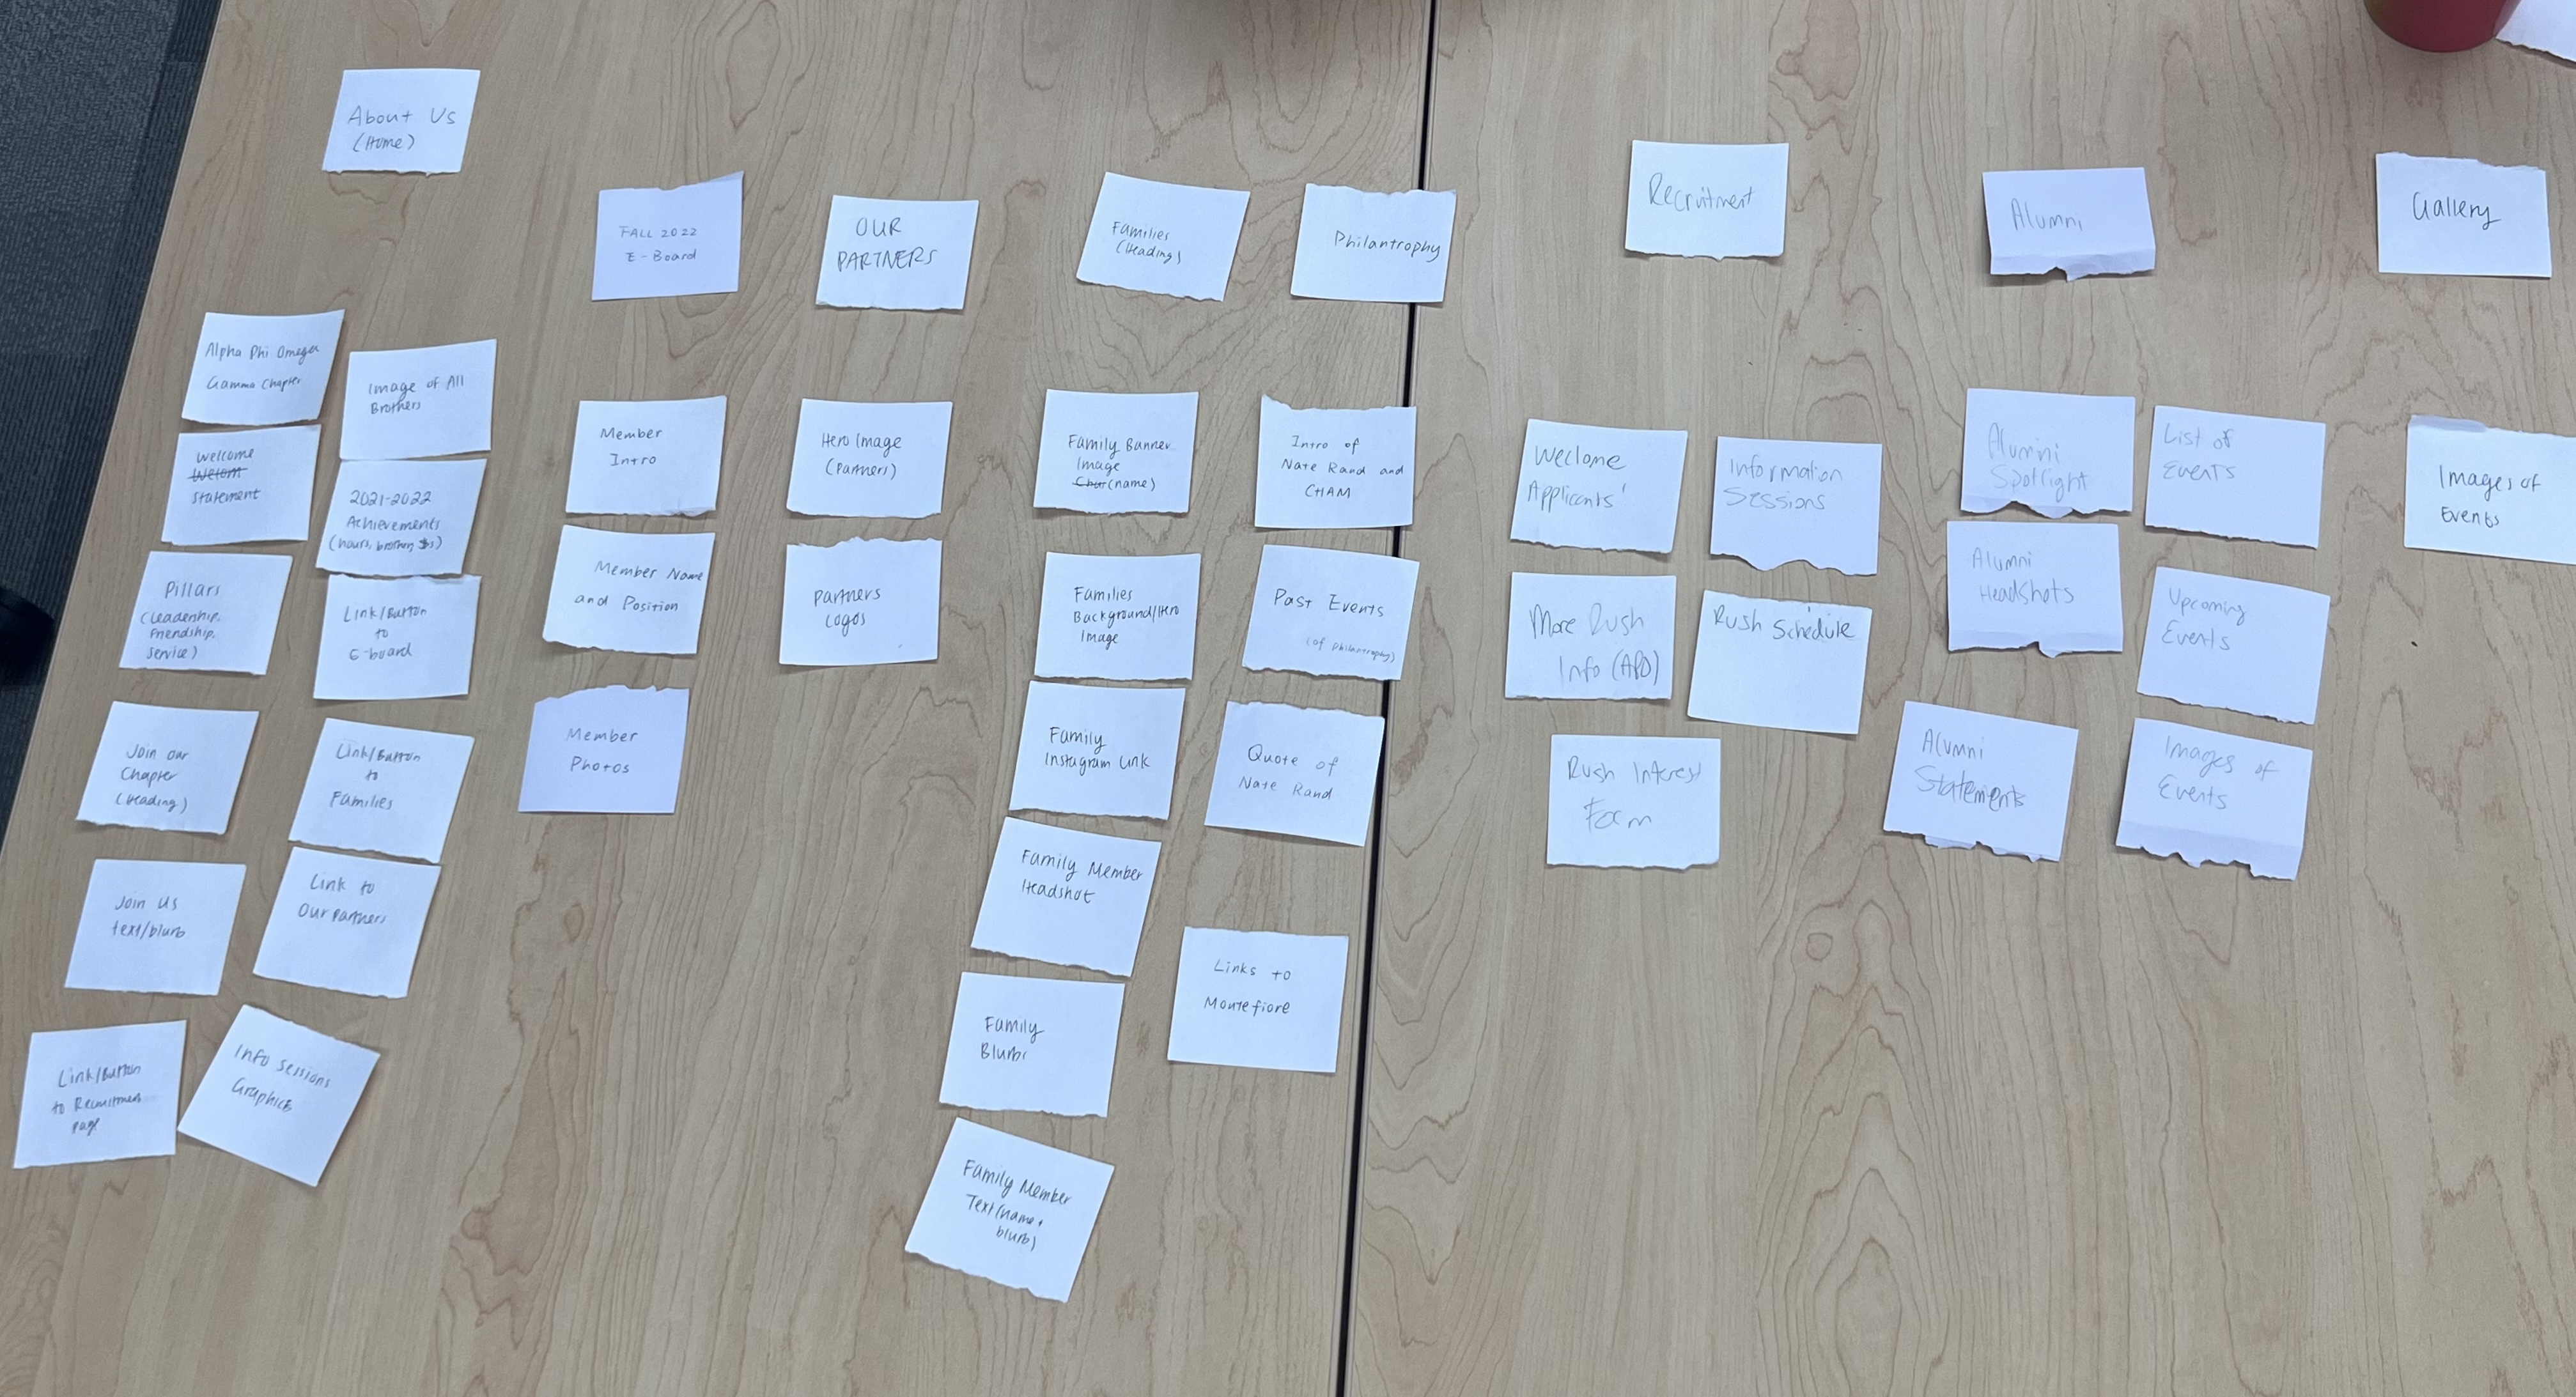 About Us
(Home)
FALL 2022
E-Board
OUR
PARTNERS
Families
(Heading)
Philantrophy
Recruitment
Alumni
Gallery
Alpha Phi Omega
Gamma Chapter
Image of All
Brothers
Welcome
Statement
2021-2022
Achievements
(hours, brothers, $s)
Pillars
(Leadership,
Friendship,
Service)
Link/Button
to
E-board
Join our
Chapter
(Heading)
Link/Button
to
Families
Join Us
text/blurb
Link to
Our Partners
Link/Button
to Recruitment
page
Info Sessions
Graphics
Member
Intro
Member Name
and Position
Member
Photos
Hero Image
(Partners)
Partners
Logos
Family Banner
Image
(name)
Families
Background/Hero
Image
Family
Instagram Link
Family Member
Headshot
Family
Blurb
Family Member
Text (name +
blurb)
Intro of
Nate Rand and
CHAM
Past Events
(of philantrophy)
Quote of
Nate Rand
Links to
Montefiore
Weclome
Applicants'
Information
Sessions
More Rush
Info (APO)
Rush Schedule
Rush Interest
Form
Alumni
Spotlight
List of
Events
Alumni
Headshots
Upcoming
Events
Alumni
Statements
Images of
Events
Images of
Events